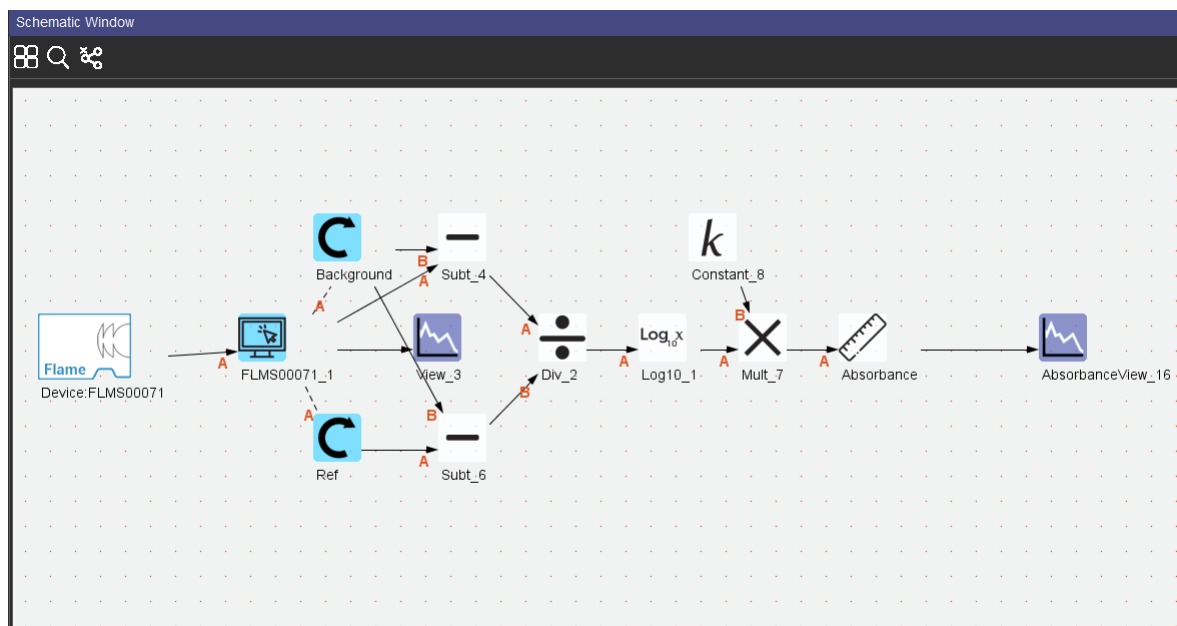 Schematic Window
k
B
Background
A
Subt_4
Constant_8
A
A
B
Flame
A
Log10x
Device:FLMS00071
FLMS00071_1
View_3
Div_2
A
Log10_1
A
Mult_7
A
Absorbance
AbsorbanceView_16
A
B
B
Ref
A
Subt_6